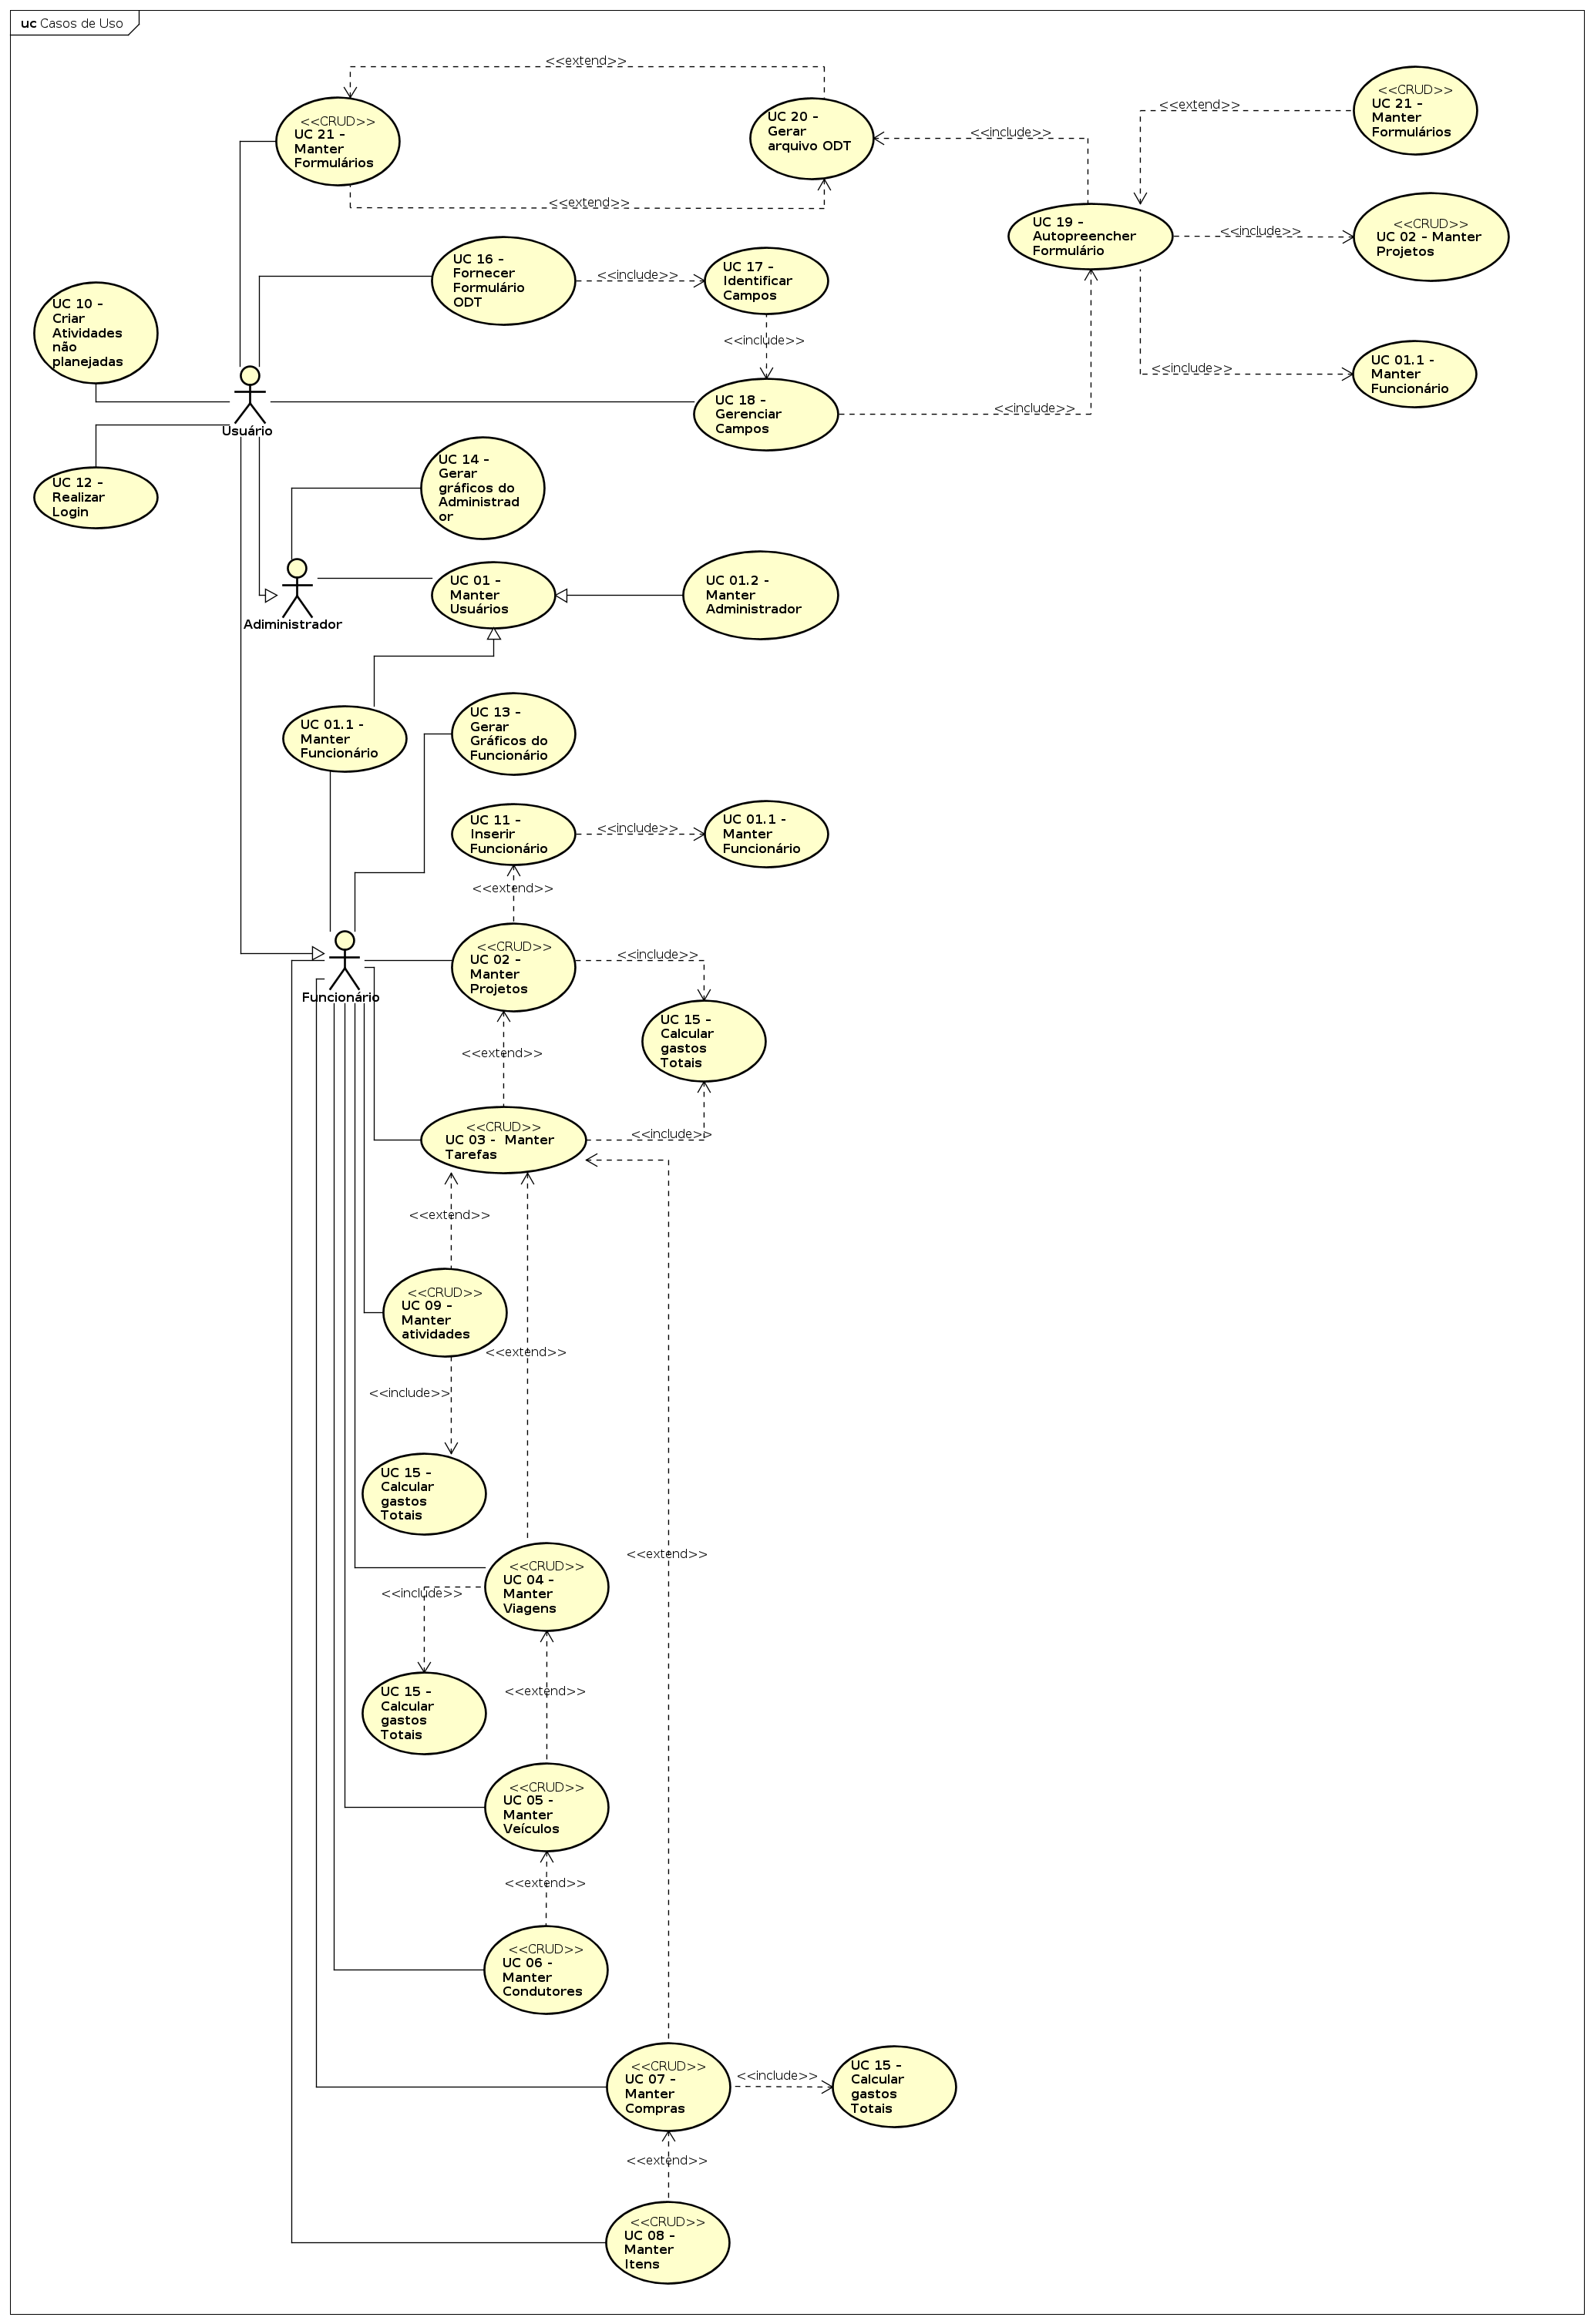 uc Casos de Uso
<<extend>>
<<CRUD>>
UC 21 -
Manter
Formulários
UC 20 -
Gerar
arquivo ODT
<<include>>
<<extend>>
<<CRUD>>
UC 21 -
Manter
Formulários
<<extend>>
UC 19 -
Autopreencher
Formulário
<<include>>
<<CRUD>>
UC 02 - Manter
Projetos
UC 16 -
Fornecer
Formulário
ODT
<<include>>
UC 17 -
Identificar
Campos
<<include>>
UC 10 -
Criar
Atividades
não
planejadas
<<include>>
UC 01.1 -
Manter
Funcionário
Usuário
UC 18 -
Gerenciar
Campos
<<include>>
UC 12 -
Realizar
Login
UC 14 -
Gerar
gráficos do
Administrad
or
Adiministrador
UC 01 -
Manter
Usuários
UC 01.2 -
Manter
Administrador
UC 01.1 -
Manter
Funcionário
UC 13 -
Gerar
Gráficos do
Funcionário
UC 11 -
Inserir
Funcionário
<<include>>
UC 01.1 -
Manter
Funcionário
<<extend>>
Funcionário
<<CRUD>>
UC 02 -
Manter
Projetos
<<include>>
UC 15 -
Calcular
gastos
Totais
<<extend>>
<<CRUD>>
UC 03 -  Manter
Tarefas
<<include>>
<<extend>>
<<CRUD>>
UC 09 -
Manter
atividades
<<extend>>
<<include>>
UC 15 -
Calcular
gastos
Totais
<<extend>>
<<CRUD>>
UC 04 -
Manter
Viagens
<<include>>
UC 15 -
Calcular
gastos
Totais
<<extend>>
<<CRUD>>
UC 05 -
Manter
Veículos
<<extend>>
<<CRUD>>
UC 06 -
Manter
Condutores
<<CRUD>>
UC 07 -
Manter
Compras
<<include>>
UC 15 -
Calcular
gastos
Totais
<<extend>>
<<CRUD>>
UC 08 -
Manter
Itens